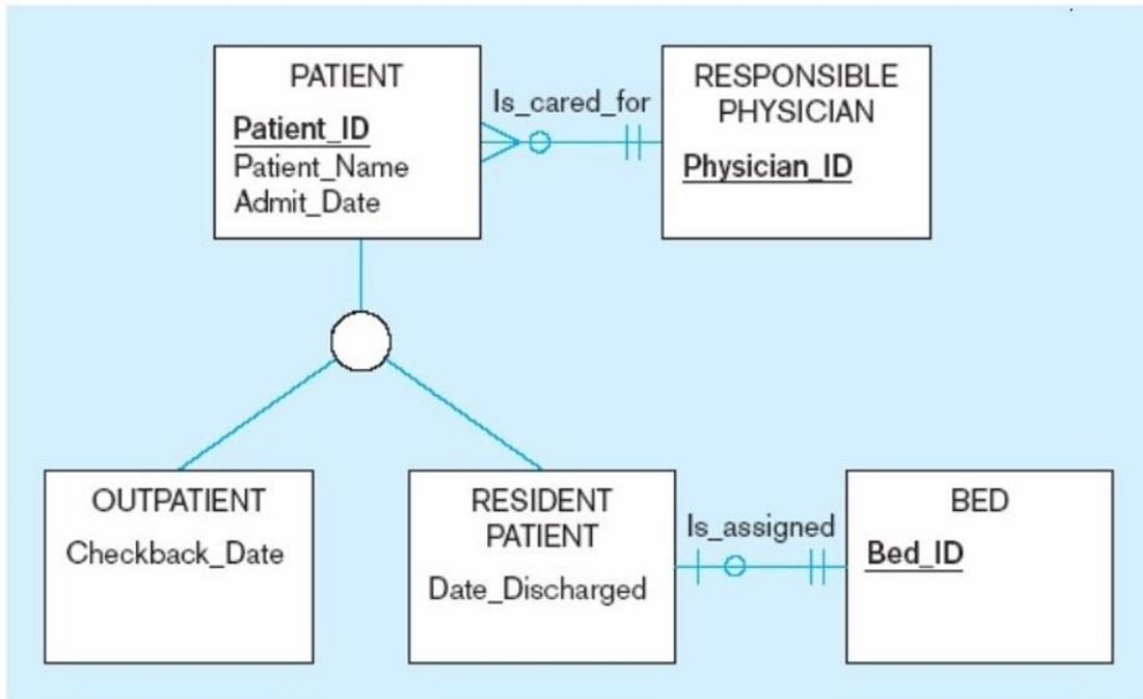 PATIENT
Patient_ID
Patient_Name
Admit_Date
Is_cared_for
RESPONSIBLE
PHYSICIAN
Physician_ID
OUTPATIENT
Checkback_Date
RESIDENT
PATIENT
Date_Discharged
Is_assigned
BED
Bed_ID